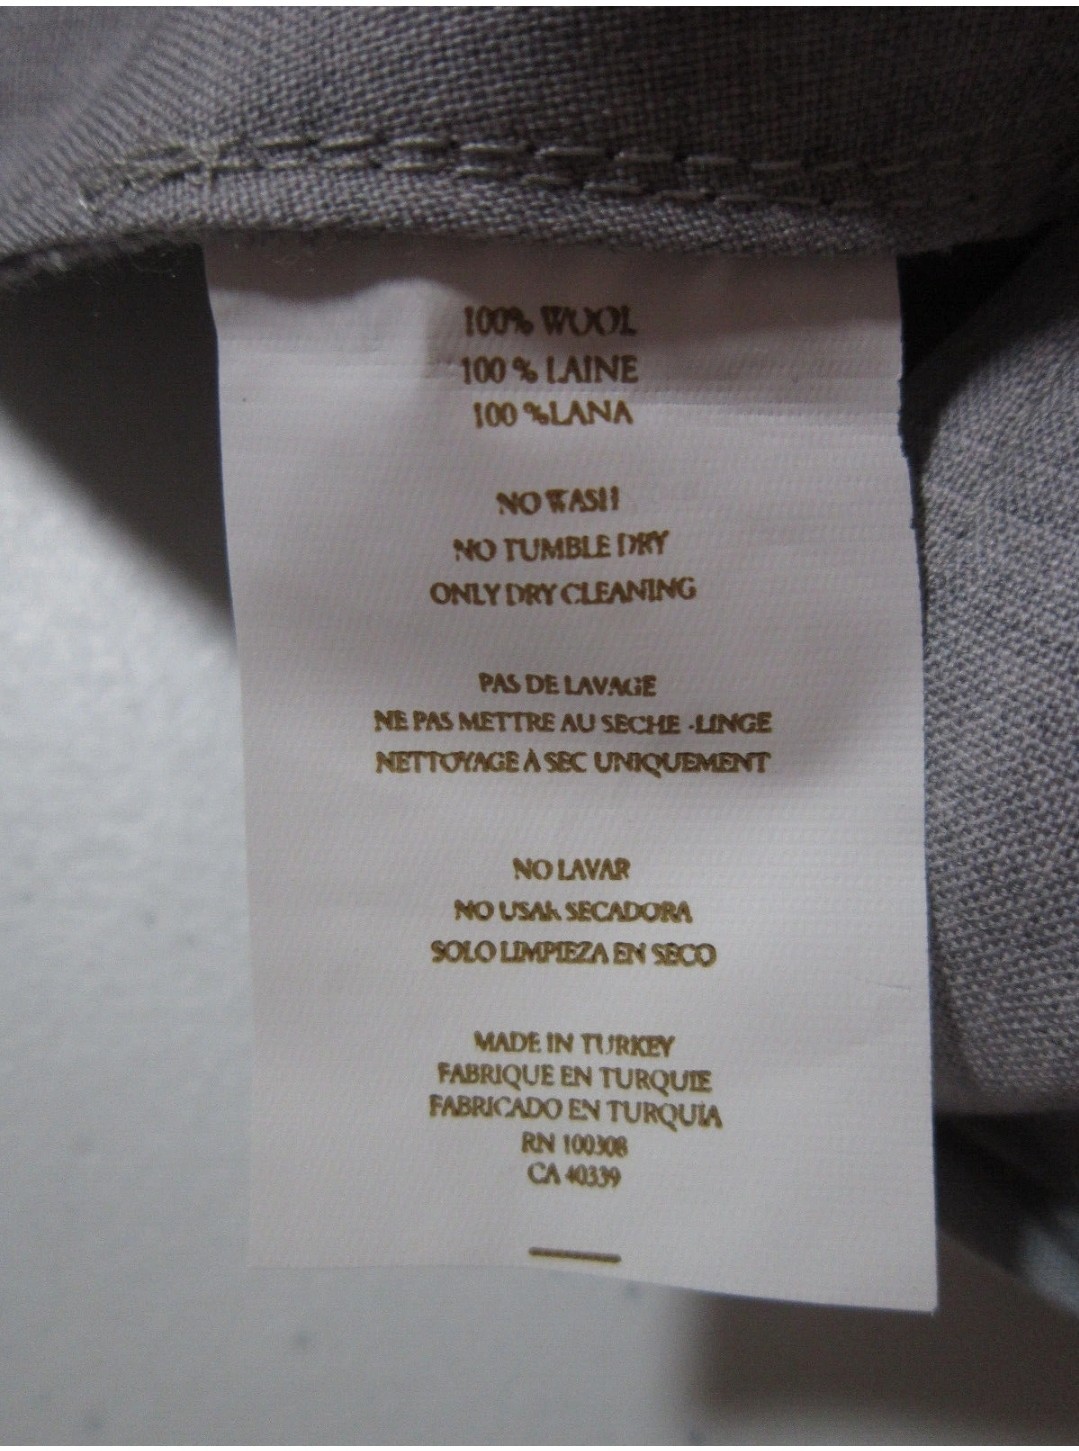 100% WOOL
100 % LAINE
100 %LANA
NO WASH
NO TUMBLE DRY
ONLY DRY CLEANING
PAS DE LAVAGE
NE PAS METTRE AU SECHE -LINGE
NETTOYAGE À SEC UNIQUEMENT
NO LAVAR
NO USAR SECADORA
SOLO LIMPIEZA EN SECO
MADE IN TURKEY
FABRIQUE EN TURQUIE
FABRICADO EN TURQUIA
RN 100308
CA 40339